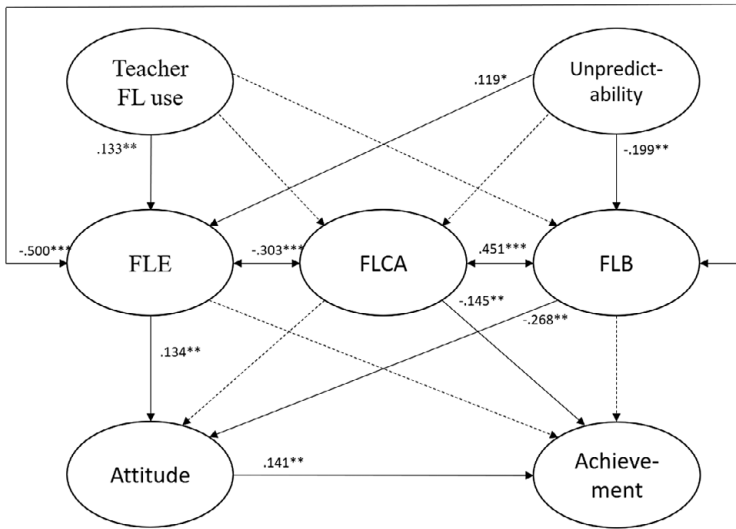 Teacher
FL use
Unpredict-
ability
.119*
.133**
-.199**
-.500***
FLE
-.303***
FLCA
.451***
FLB
-.145**
-.268**
.134**
Attitude
.141**
Achieve-
ment